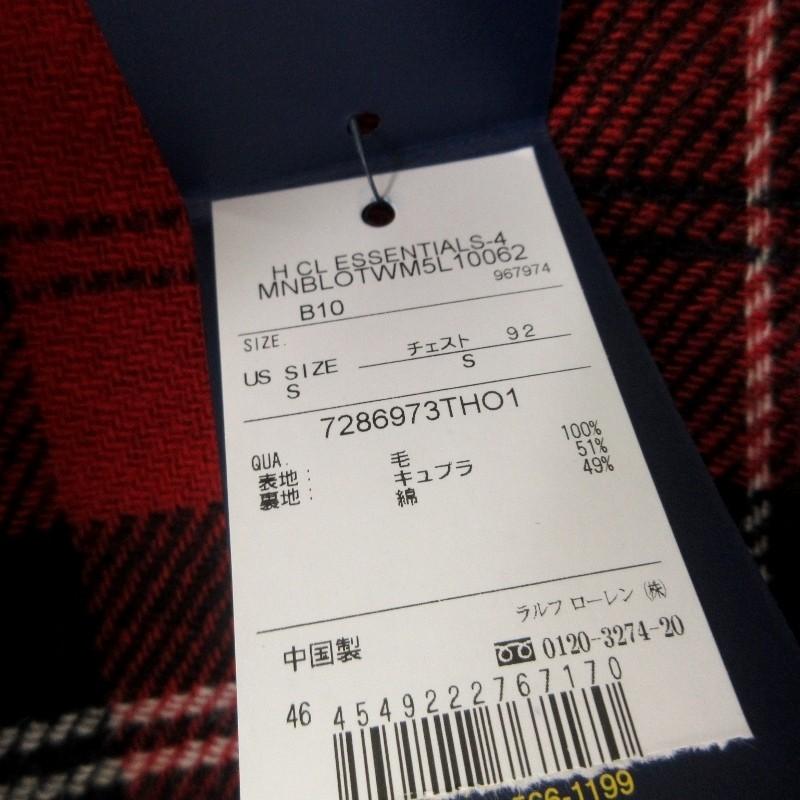 H CL ESSENTIALS-4
MNBLOTWM5L10062
967974
B10
SIZE.
チェスト 92
US SIZE S
S
7286973THO1
QUA.
表地: 毛 100%
裏地: キュプラ 51%
綿 49%
ラルフ ローレン ㈱
中国製 0120-3274-20
46 4549222767170
566-1199